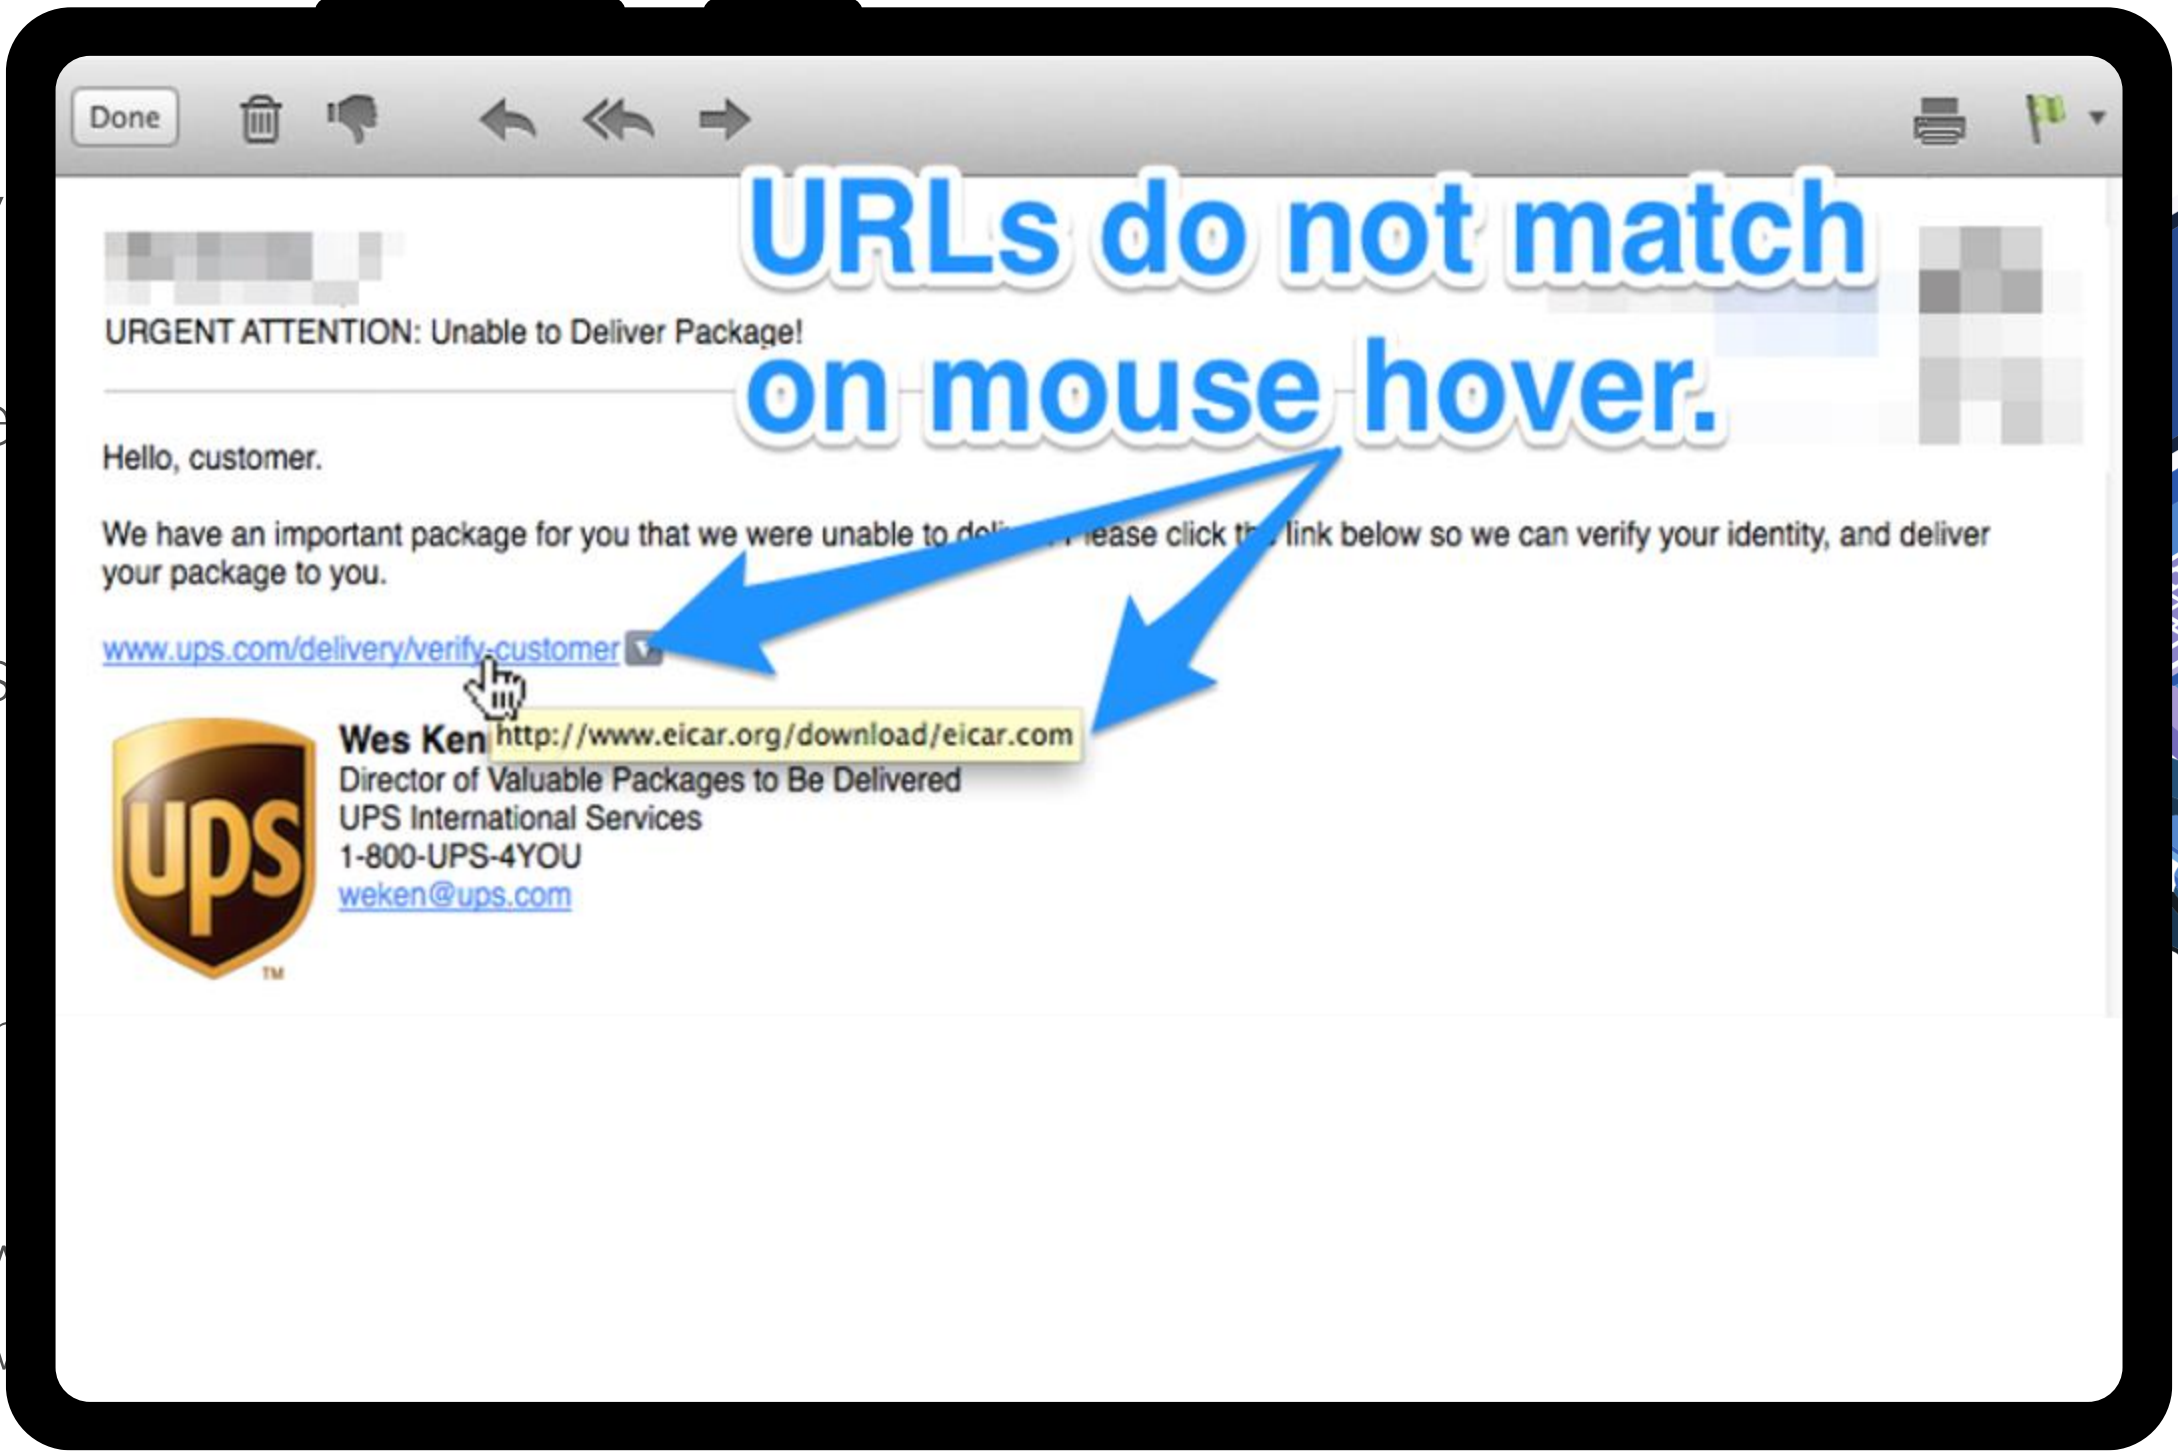 Done
URLs do not match
on mouse hover.
URGENT ATTENTION: Unable to Deliver Package!
Hello, customer.
We have an important package for you that we were unable to click link below so we can verify your identity, and deliver
your package to you.
www.ups.com/delivery/verify-customer
http://www.eicar.org/download/eicar.com
Wes Ken
Director of Valuable Packages to Be Delivered
UPS International Services
1-800-UPS-4YOU
weken@ups.com
ups
TM